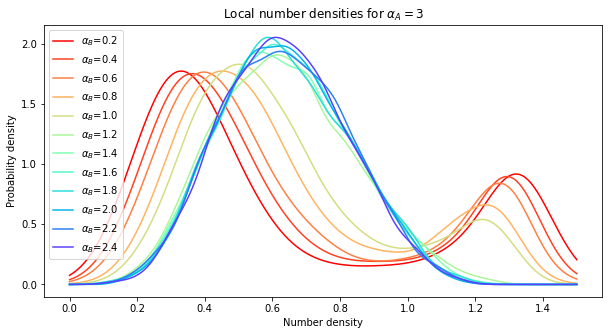 Local number densities for α_A = 3
Probability density
2.0
1.5
1.0
0.5
0.0
α_B=0.2
α_B=0.4
α_B=0.6
α_B=0.8
α_B=1.0
α_B=1.2
α_B=1.4
α_B=1.6
α_B=1.8
α_B=2.0
α_B=2.2
α_B=2.4
0.0 0.2 0.4 0.6 0.8 1.0 1.2 1.4
Number density